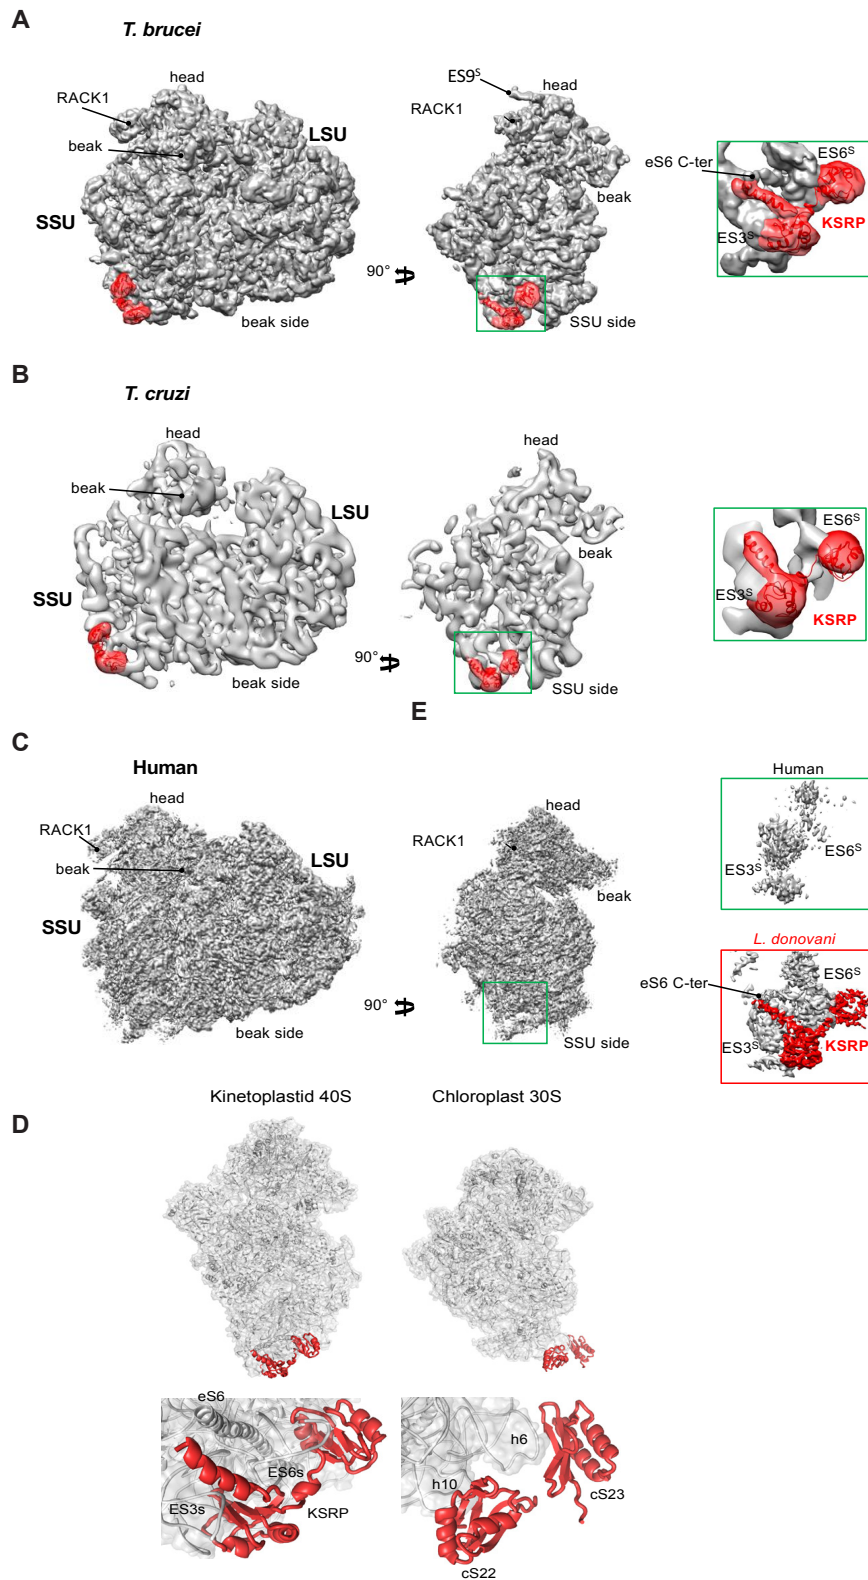 A
T. brucei
head
RACK1
LSU
beak
SSU
beak side
90°
ES9S
head
RACK1
beak
SSU side
eS6 C-ter
ES6S
KSRP
ES3S
B
T. cruzi
head
beak
LSU
SSU
beak side
90°
head
beak
SSU side
ES6S
ES3S
KSRP
C
Human
head
RACK1
beak
LSU
SSU
beak side
90°
head
RACK1
beak
SSU side
E
Human
ES6S
ES3S
L. donovani
eS6 C-ter
ES6S
ES3S
KSRP
D
Kinetoplastid 40S
Chloroplast 30S
eS6
ES6s
ES3s
KSRP
h6
h10
cS23
cS22